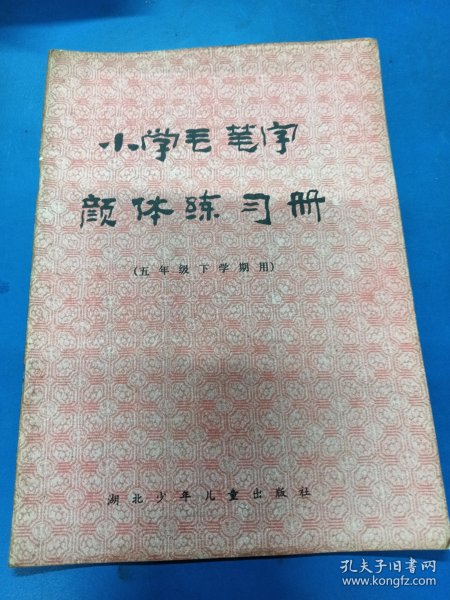 小学毛笔字
颜体练习册
(五年级下学期用)
湖北少年儿童出版社
孔夫子旧书网
www.kongfz.com